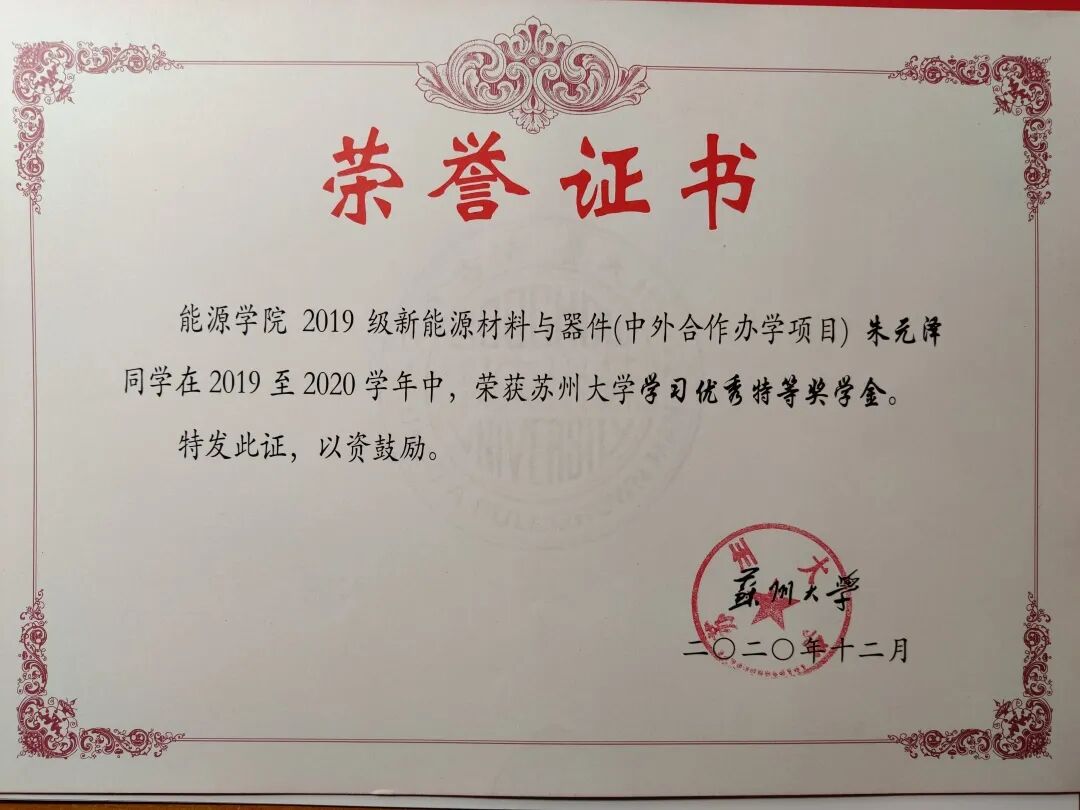 荣誉证书
能源学院 2019 级新能源材料与器件(中外合作办学项目) 朱元泽
同学在2019至2020学年中，荣获苏州大学学习优秀特等奖学金。
特发此证，以资鼓励。
蘇州大學
二〇二〇年十二月